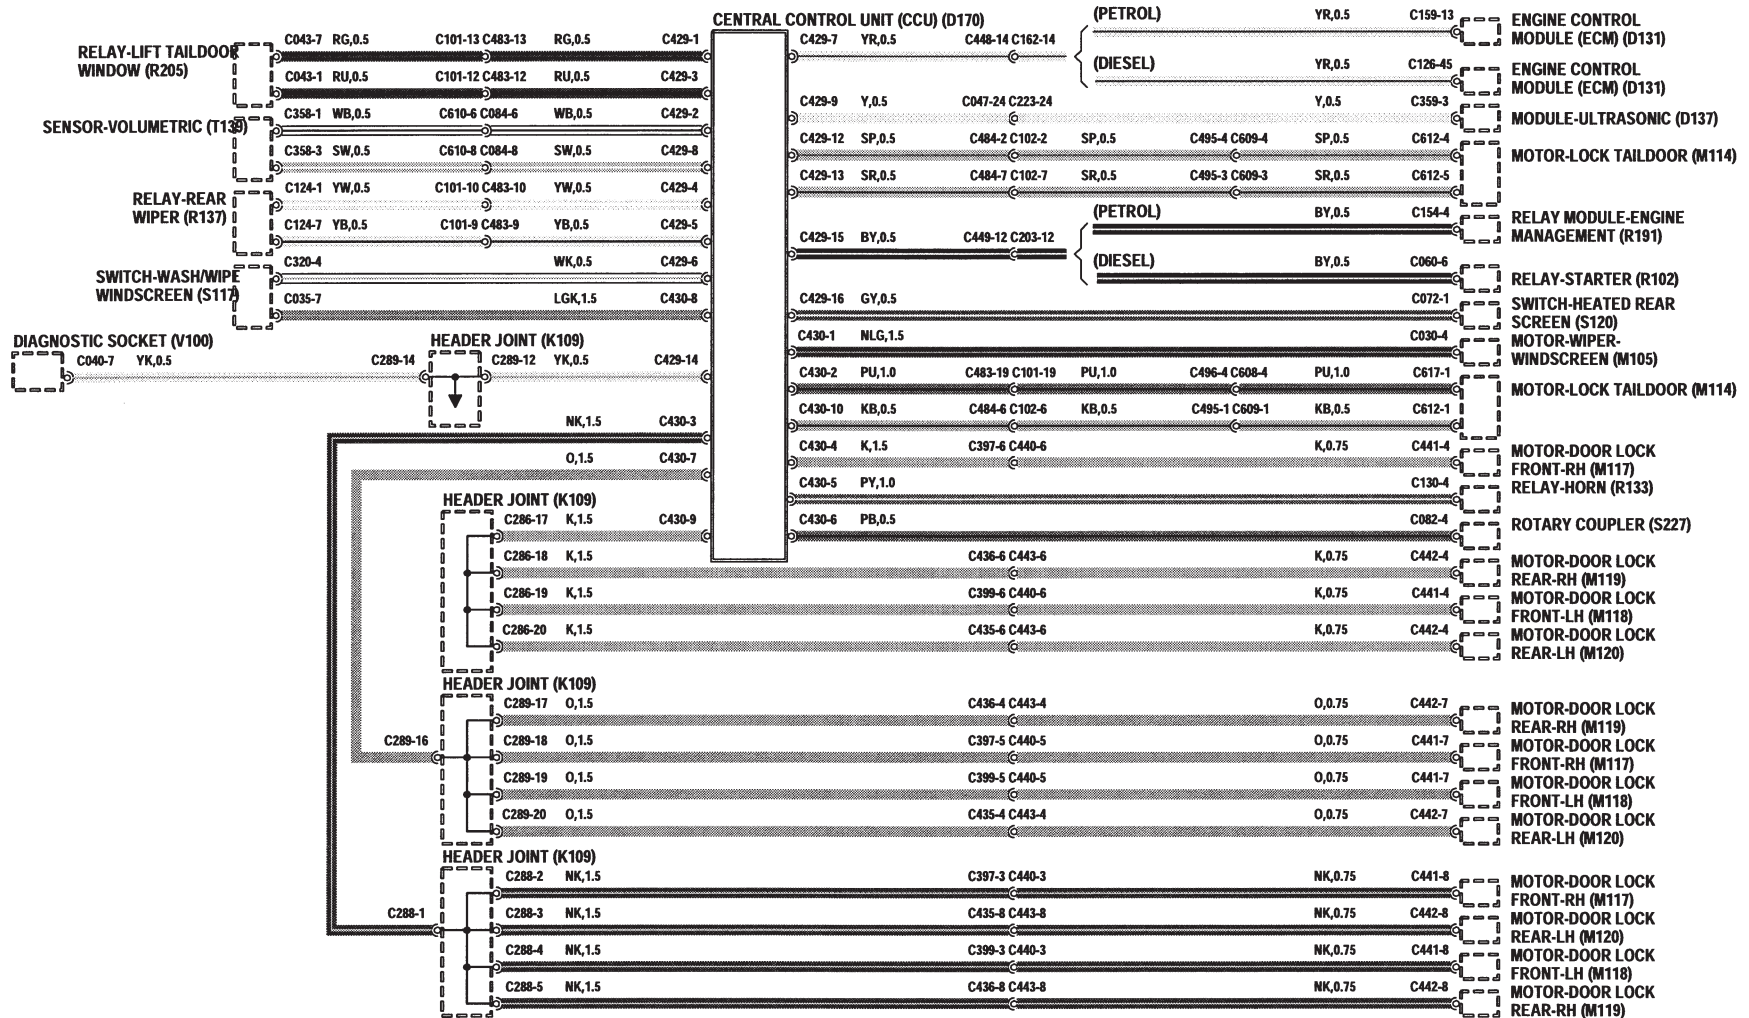 CENTRAL CONTROL UNIT (CCU) (D170)
RELAY-LIFT TAILDOOR
WINDOW (R205)
C043-7 RG,0.5 C101-13 C483-13 RG,0.5 C429-1
C043-1 RU,0.5 C101-12 C483-12 RU,0.5 C429-3
SENSOR-VOLUMETRIC (T139)
C358-1 WB,0.5 C610-6 C084-6 WB,0.5 C429-2
C358-3 SW,0.5 C610-8 C084-8 SW,0.5 C429-8
RELAY-REAR
WIPER (R137)
C124-1 YW,0.5 C101-10 C483-10 YW,0.5 C429-4
C124-7 YB,0.5 C101-9 C483-9 YB,0.5 C429-5
SWITCH-WASH/WIPE
WINDSCREEN (S117)
C320-4 WK,0.5 C429-6
C035-7 LGK,1.5 C430-8
DIAGNOSTIC SOCKET (V100)
HEADER JOINT (K109)
C040-7 YK,0.5 C289-14 C289-12 YK,0.5 C429-14
NK,1.5 C430-3
O,1.5 C430-7
C429-7 YR,0.5 C448-14 C162-14
(PETROL) YR,0.5 C159-13
ENGINE CONTROL
MODULE (ECM) (D131)
(DIESEL) YR,0.5 C126-45
ENGINE CONTROL
MODULE (ECM) (D131)
C429-9 Y,0.5 C047-24 C223-24 Y,0.5 C359-3
MODULE-ULTRASONIC (D137)
C429-12 SP,0.5 C484-2 C102-2 SP,0.5 C495-4 C609-4 SP,0.5 C612-4
MOTOR-LOCK TAILDOOR (M114)
C429-13 SR,0.5 C484-7 C102-7 SR,0.5 C495-3 C609-3 SR,0.5 C612-5
C429-15 BY,0.5 C449-12 C203-12
(PETROL) BY,0.5 C154-4
RELAY MODULE-ENGINE
MANAGEMENT (R191)
(DIESEL) BY,0.5 C060-6
RELAY-STARTER (R102)
C429-16 GY,0.5 C072-1
SWITCH-HEATED REAR
SCREEN (S120)
C430-1 NLG,1.5 C030-4
MOTOR-WIPER-
WINDSCREEN (M105)
C430-2 PU,1.0 C483-19 C101-19 PU,1.0 C496-4 C608-4 PU,1.0 C617-1
MOTOR-LOCK TAILDOOR (M114)
C430-10 KB,0.5 C484-6 C102-6 KB,0.5 C495-1 C609-1 KB,0.5 C612-1
C430-4 K,1.5 C397-6 C440-6 K,0.75 C441-4
MOTOR-DOOR LOCK
FRONT-RH (M117)
C430-5 PY,1.0 C130-4
RELAY-HORN (R133)
C430-6 PB,0.5 C082-4
ROTARY COUPLER (S227)
HEADER JOINT (K109)
C286-17 K,1.5 C430-9
C286-18 K,1.5 C436-6 C443-6 K,0.75 C442-4
MOTOR-DOOR LOCK
REAR-RH (M119)
C286-19 K,1.5 C399-6 C440-6 K,0.75 C441-4
MOTOR-DOOR LOCK
FRONT-LH (M118)
C286-20 K,1.5 C435-6 C443-6 K,0.75 C442-4
MOTOR-DOOR LOCK
REAR-LH (M120)
HEADER JOINT (K109)
C289-16
C289-17 O,1.5 C436-4 C443-4 O,0.75 C442-7
MOTOR-DOOR LOCK
REAR-RH (M119)
C289-18 O,1.5 C397-5 C440-5 O,0.75 C441-7
MOTOR-DOOR LOCK
FRONT-RH (M117)
C289-19 O,1.5 C399-5 C440-5 O,0.75 C441-7
MOTOR-DOOR LOCK
FRONT-LH (M118)
C289-20 O,1.5 C435-4 C443-4 O,0.75 C442-7
MOTOR-DOOR LOCK
REAR-LH (M120)
HEADER JOINT (K109)
C288-1
C288-2 NK,1.5 C397-3 C440-3 NK,0.75 C441-8
MOTOR-DOOR LOCK
FRONT-RH (M117)
C288-3 NK,1.5 C435-8 C443-8 NK,0.75 C442-8
MOTOR-DOOR LOCK
REAR-LH (M120)
C288-4 NK,1.5 C399-3 C440-3 NK,0.75 C441-8
MOTOR-DOOR LOCK
FRONT-LH (M118)
C288-5 NK,1.5 C436-8 C443-8 NK,0.75 C442-8
MOTOR-DOOR LOCK
REAR-RH (M119)